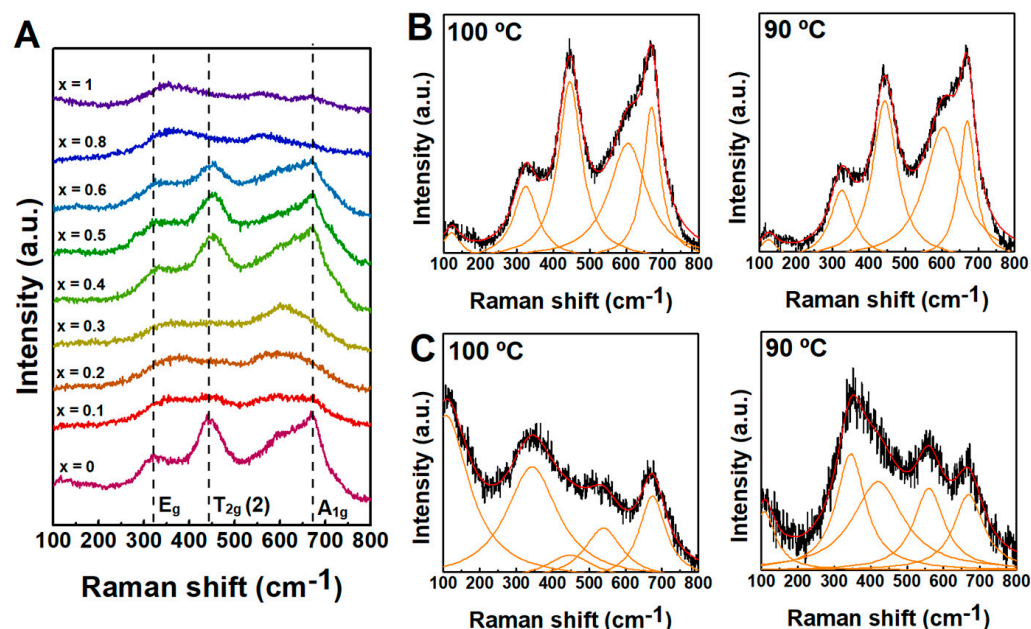 A
x = 1
x = 0.8
x = 0.6
x = 0.5
x = 0.4
x = 0.3
x = 0.2
x = 0.1
x = 0
Eg
T2g (2)
A1g
100 200 300 400 500 600 700 800
Raman shift (cm-1)
Intensity (a.u.)
B
100 ºC
100 200 300 400 500 600 700 800
Raman shift (cm-1)
Intensity (a.u.)
90 ºC
100 200 300 400 500 600 700 800
Raman shift (cm-1)
Intensity (a.u.)
C
100 ºC
100 200 300 400 500 600 700 800
Raman shift (cm-1)
Intensity (a.u.)
90 ºC
100 200 300 400 500 600 700 800
Raman shift (cm-1)
Intensity (a.u.)